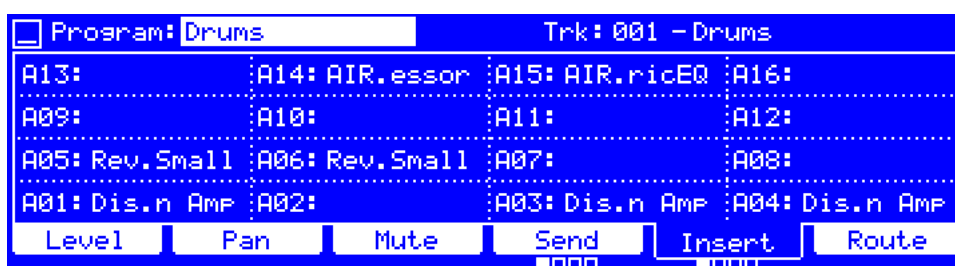 Program: Drums Trk: 001 - Drums
A13: A14: AIR.essor A15: AIR.ricEQ A16:
A09: A10: A11: A12:
A05: Rev.Small A06: Rev.Small A07: A08:
A01: Dis.n Amp A02: A03: Dis.n Amp A04: Dis.n Amp
Level Pan Mute Send Insert Route